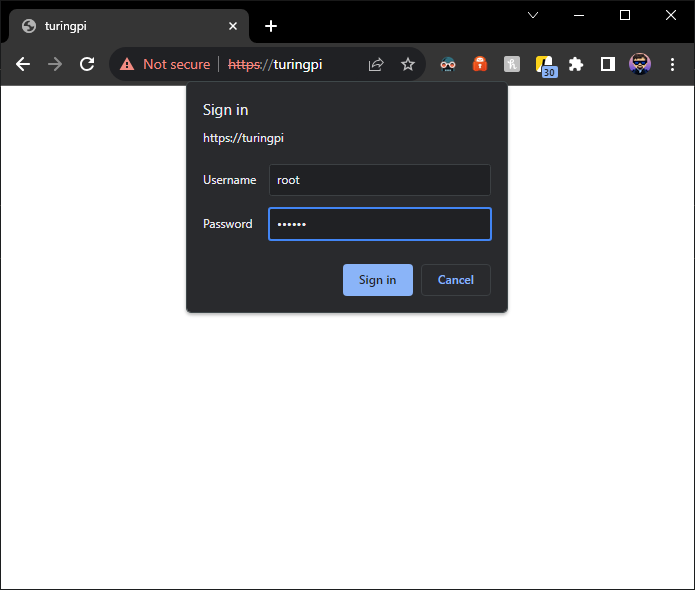 turingpi
Not secure https://turingpi
30
Sign in
https://turingpi
Username root
Password ••••••
Sign in Cancel